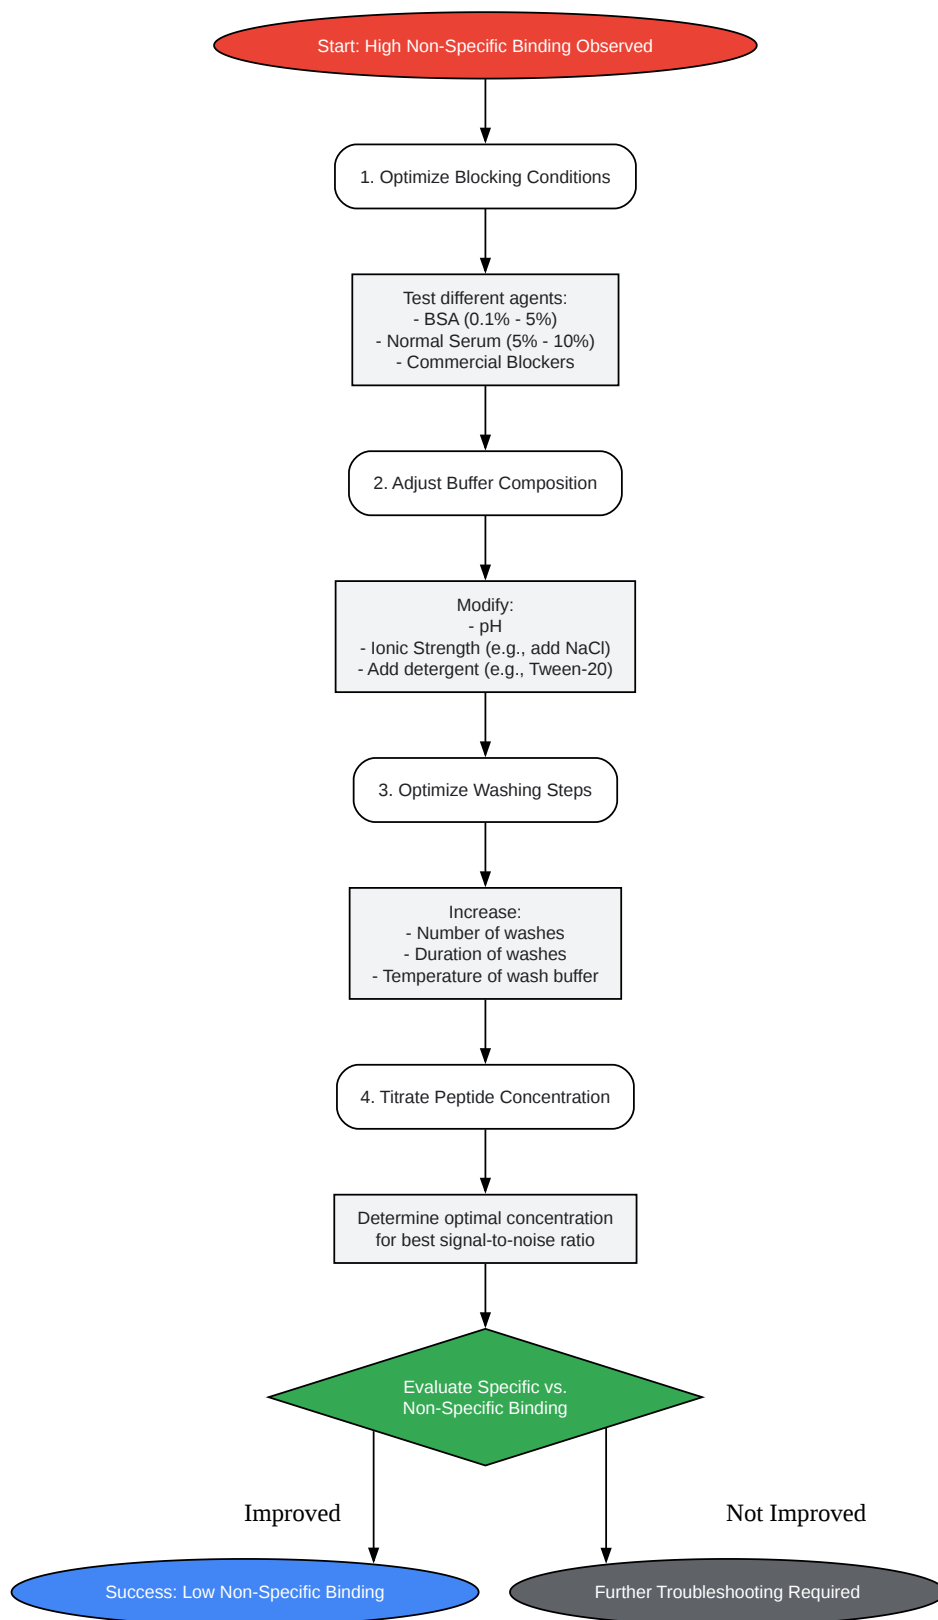 Start: High Non-Specific Binding Observed
1. Optimize Blocking Conditions
Test different agents:
- BSA (0.1% - 5%)
- Normal Serum (5% - 10%)
- Commercial Blockers
2. Adjust Buffer Composition
Modify:
- pH
- Ionic Strength (e.g., add NaCl)
- Add detergent (e.g., Tween-20)
3. Optimize Washing Steps
Increase:
- Number of washes
- Duration of washes
- Temperature of wash buffer
4. Titrate Peptide Concentration
Determine optimal concentration
for best signal-to-noise ratio
Evaluate Specific vs.
Non-Specific Binding
Improved
Not Improved
Success: Low Non-Specific Binding
Further Troubleshooting Required